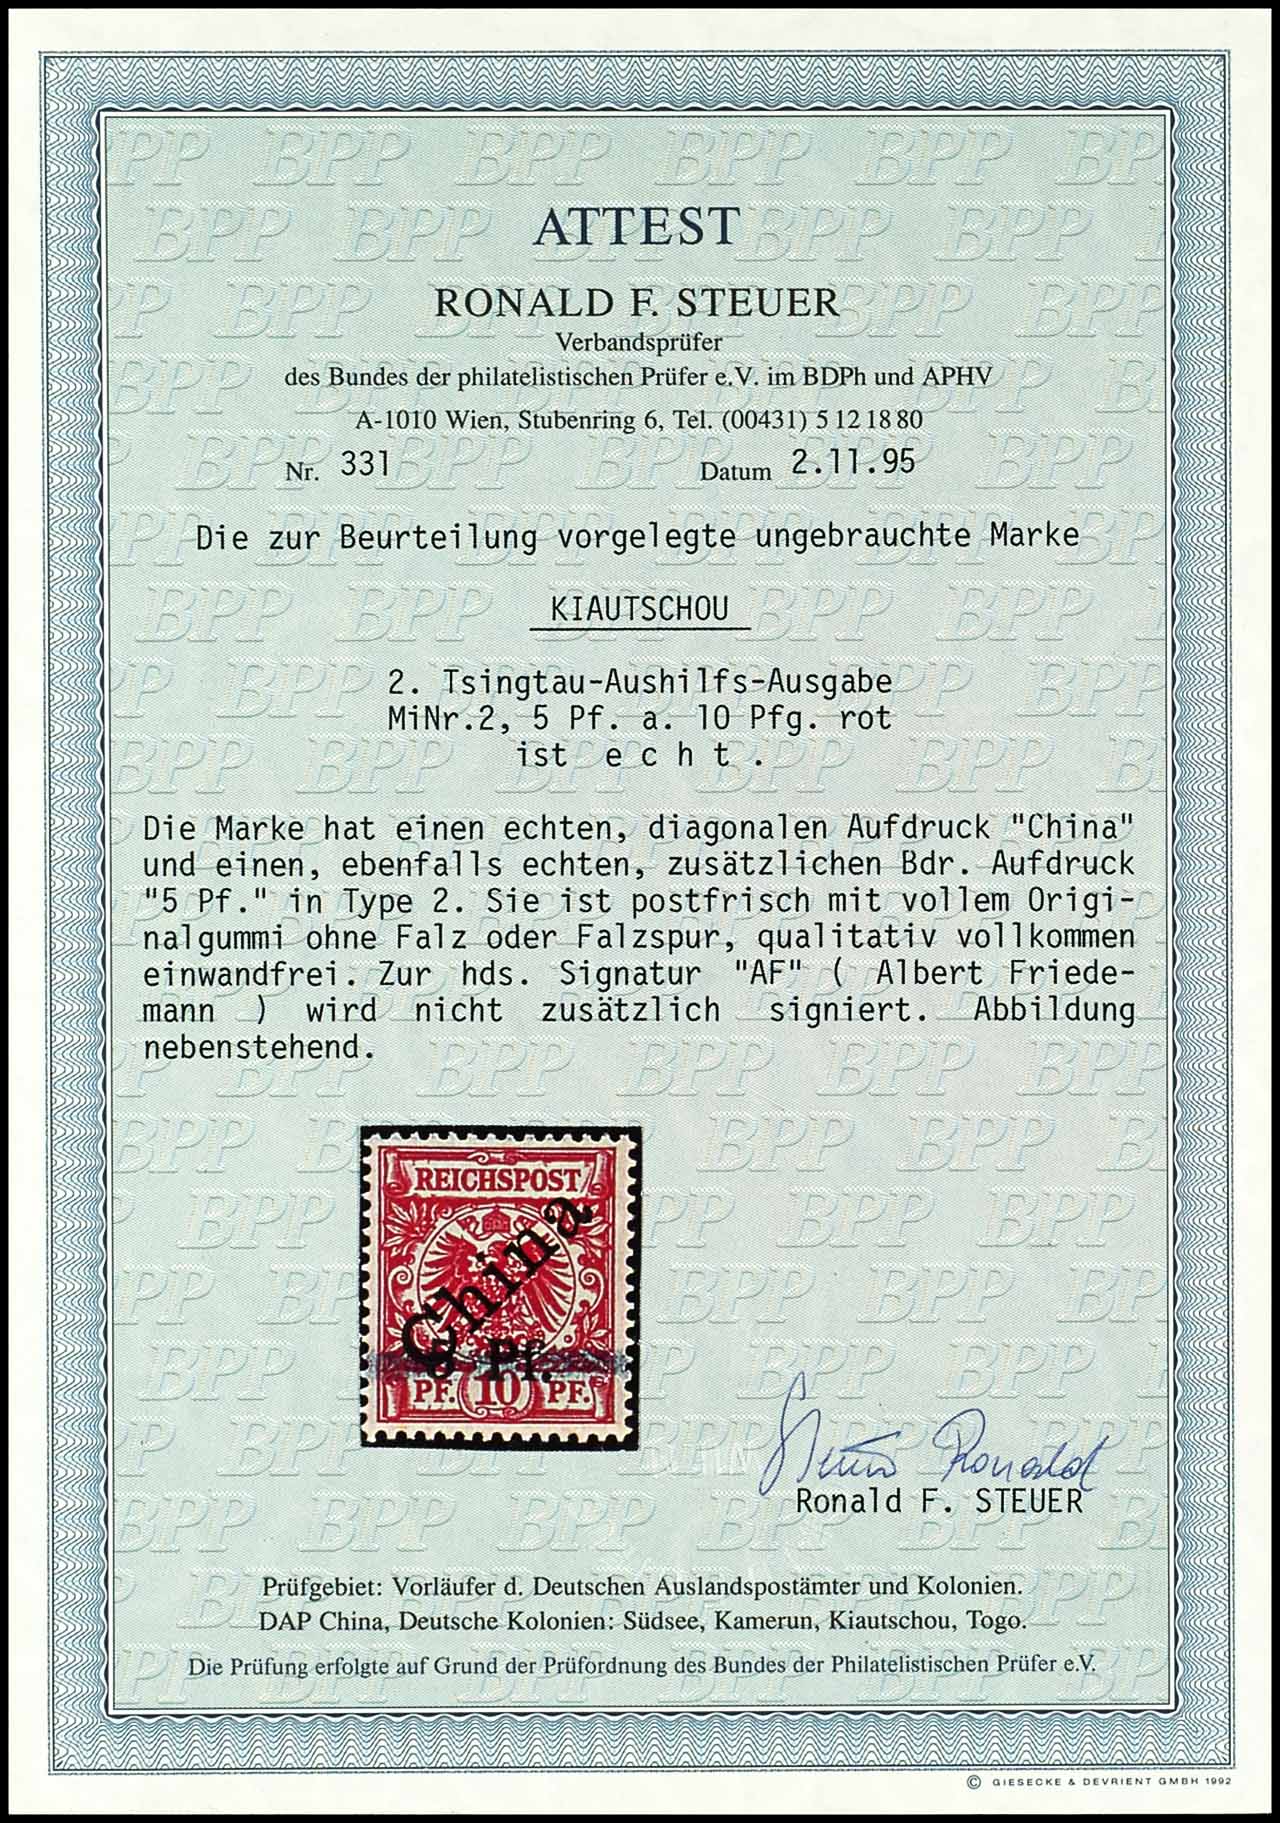 ATTEST
RONALD F. STEUER
Verbandsprüfer
des Bundes der philatelistischen Prüfer e.V. im BDPh und APHV
A-1010 Wien, Stubenring 6, Tel. (00431) 5 12 18 80
Nr. 331 Datum 2.11.95
Die zur Beurteilung vorgelegte ungebrauchte Marke
KIAUTSCHOU
2. Tsingtau-Aushilfs-Ausgabe
MiNr.2, 5 Pf. a. 10 Pfg. rot
ist e c h t .
Die Marke hat einen echten, diagonalen Aufdruck "China"
und einen, ebenfalls echten, zusätzlichen Bdr. Aufdruck
"5 Pf." in Type 2. Sie ist postfrisch mit vollem Origi-
nalgummi ohne Falz oder Falzspur, qualitativ vollkommen
einwandfrei. Zur hds. Signatur "AF" ( Albert Friede-
mann ) wird nicht zusätzlich signiert. Abbildung
nebenstehend.
REICHSPOST
China
5 Pf.
PF. 10 PF.
Steuer Ronald
Ronald F. STEUER
Prüfgebiet: Vorläufer d. Deutschen Auslandspostämter und Kolonien.
DAP China, Deutsche Kolonien: Südsee, Kamerun, Kiautschou, Togo.
Die Prüfung erfolgte auf Grund der Prüfordnung des Bundes der Philatelistischen Prüfer e.V.
© GIESECKE & DEVRIENT GMBH 1992